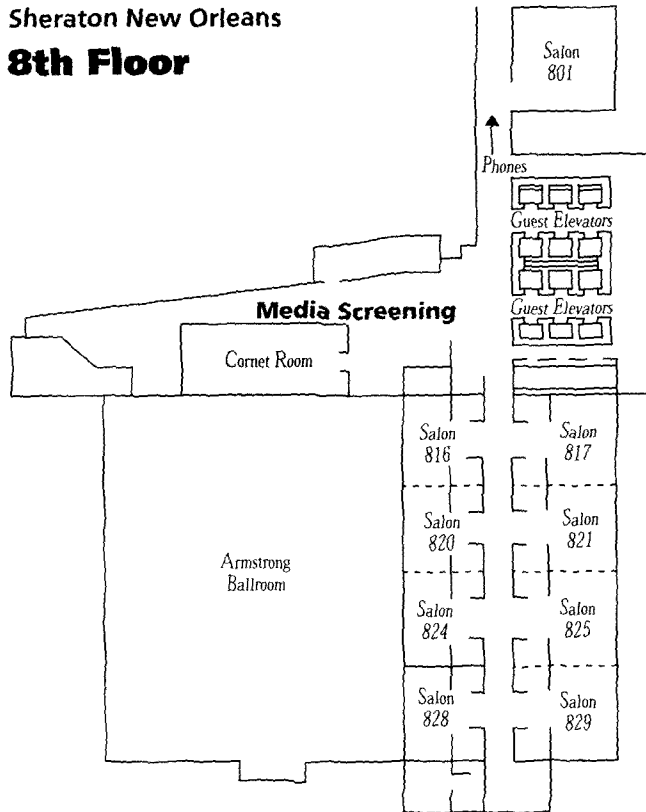 Sheraton New Orleans
8th Floor
Salon
801
Phones
Guest Elevators
Guest Elevators
Media Screening
Cornet Room
Salon
816
Salon
817
Salon
820
Salon
821
Armstrong
Ballroom
Salon
824
Salon
825
Salon
828
Salon
829